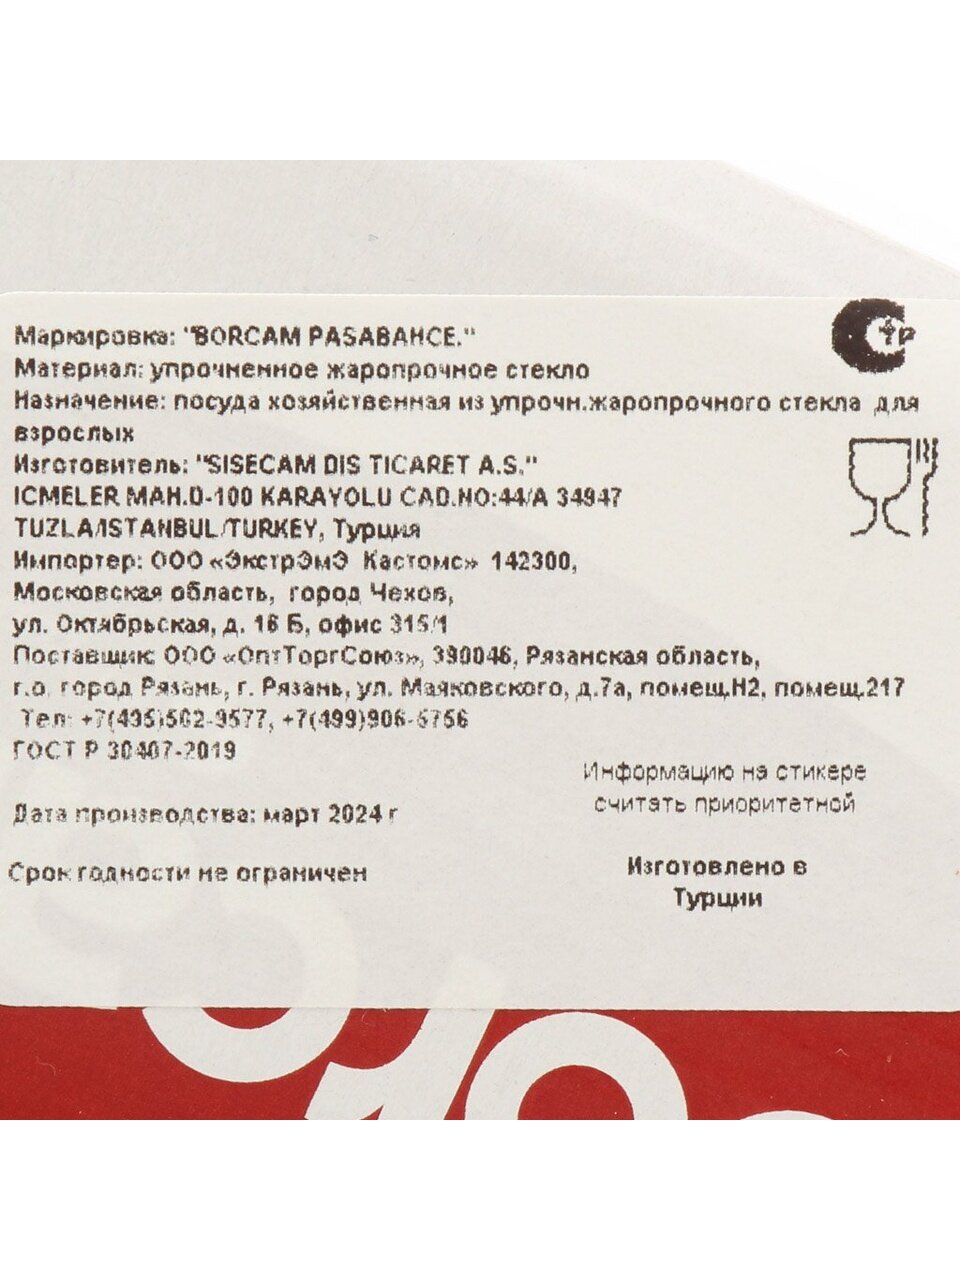 Маркировка: "BORCAM PASABAHCE."
Материал: упрочненное жаропрочное стекло
Назначение: посуда хозяйственная из упрочн.жаропрочного стекла для
взрослых
Изготовитель: "SISECAM DIS TICARET A.S."
ICMELER MAH.D-100 KARAYOLU CAD.NO:44/A 34947
TUZLA/ISTANBUL/TURKEY, Турция
Импортер: ООО «ЭкстрЭмЭ Кастомс» 142300,
Московская область, город Чехов,
ул. Октябрьская, д. 16 Б, офис 315/1
Поставщик: ООО «ОптТоргСоюз», 390046, Рязанская область,
г.о. город Рязань, г. Рязань, ул. Маяковского, д.7а, помещ.Н2, помещ.217
Тел: +7(495)502-9577, +7(499)906-6756
ГОСТ Р 30407-2019
Информацию на стикере
считать приоритетной
Дата производства: март 2024 г
Срок годности не ограничен
Изготовлено в
Турции